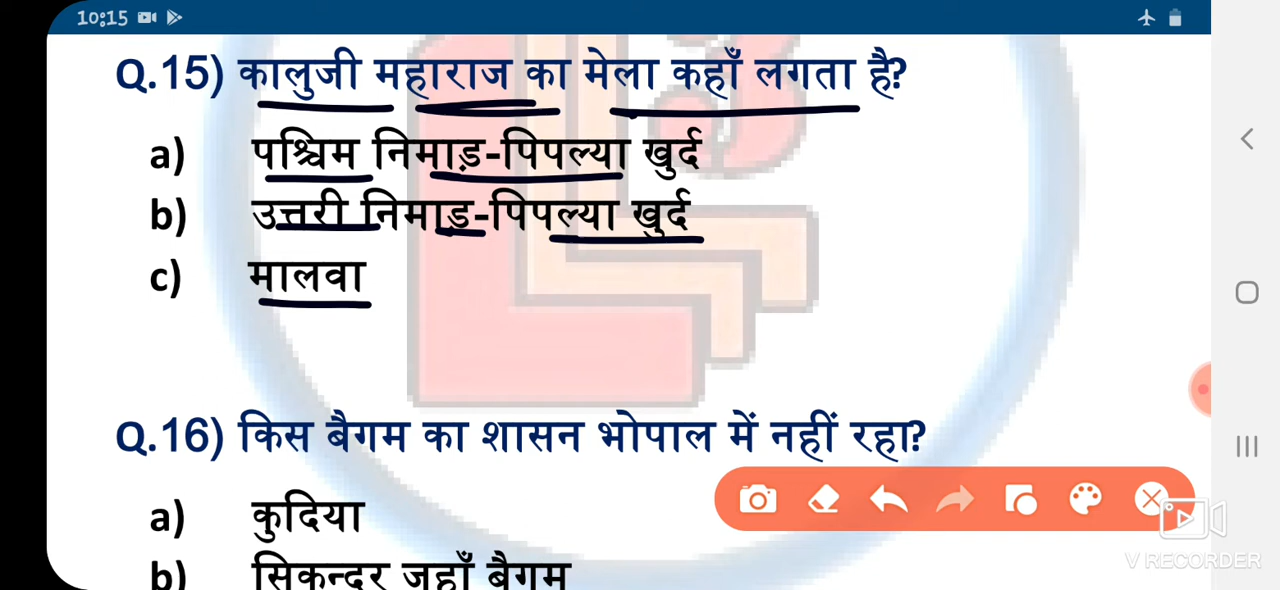 10:15
Q.15) कालुजी महाराज का मेला कहाँ लगता है?
a) पश्चिम निमाड़-पिपल्या खुर्द
b) उत्तरी निमाड़-पिपल्या खुर्द
c) मालवा
Q.16) किस बैगम का शासन भोपाल में नहीं रहा?
a) कुदिया
b) सिकन्दर जहाँ बैगम
V RECORDER